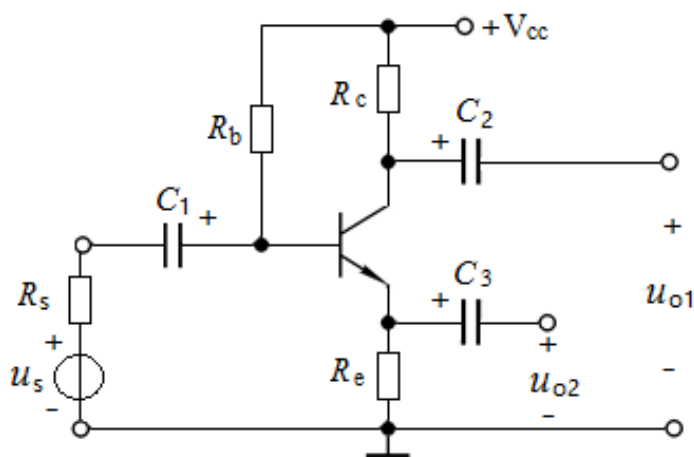 +Vcc
Rc
C2
+
Rb
C1
+
+
C3
Rs
+
uo1
+
us
Re
+
uo2
-
-
-